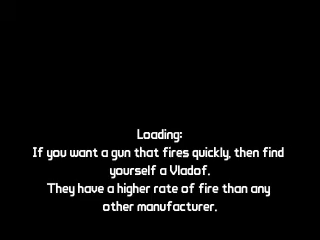 Loading:
If you want a gun that fires quickly, then find
yourself a Vladof.
They have a higher rate of fire than any
other manufacturer.